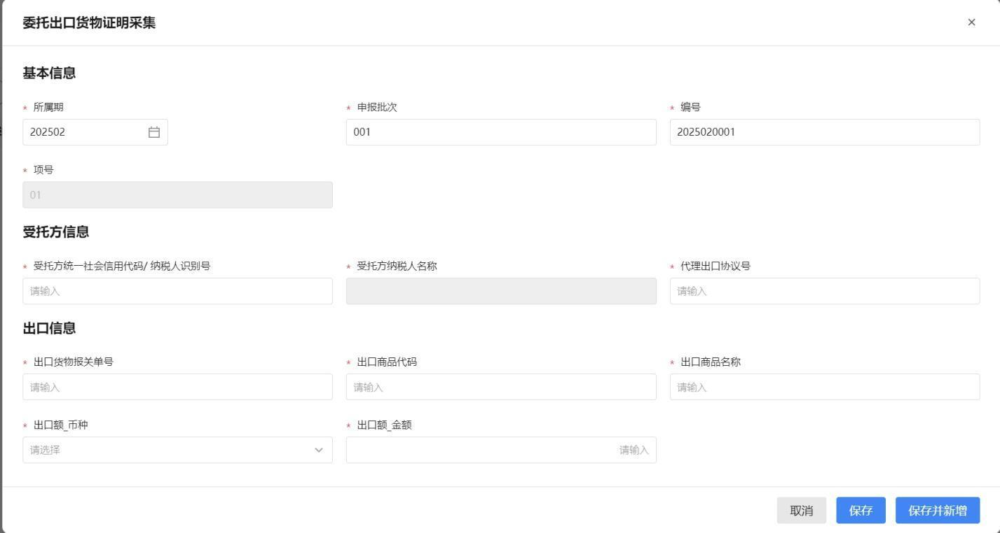 委托出口货物证明采集
×
基本信息
* 所属期 * 申报批次 * 编号
202502 001 2025020001
* 项号
01
受托方信息
* 受托方统一社会信用代码/ 纳税人识别号 * 受托方纳税人名称 * 代理出口协议号
请输入 请输入
出口信息
* 出口货物报关单号 * 出口商品代码 * 出口商品名称
请输入 请输入 请输入
* 出口额_币种 * 出口额_金额
请选择 请输入
取消 保存 保存并新增